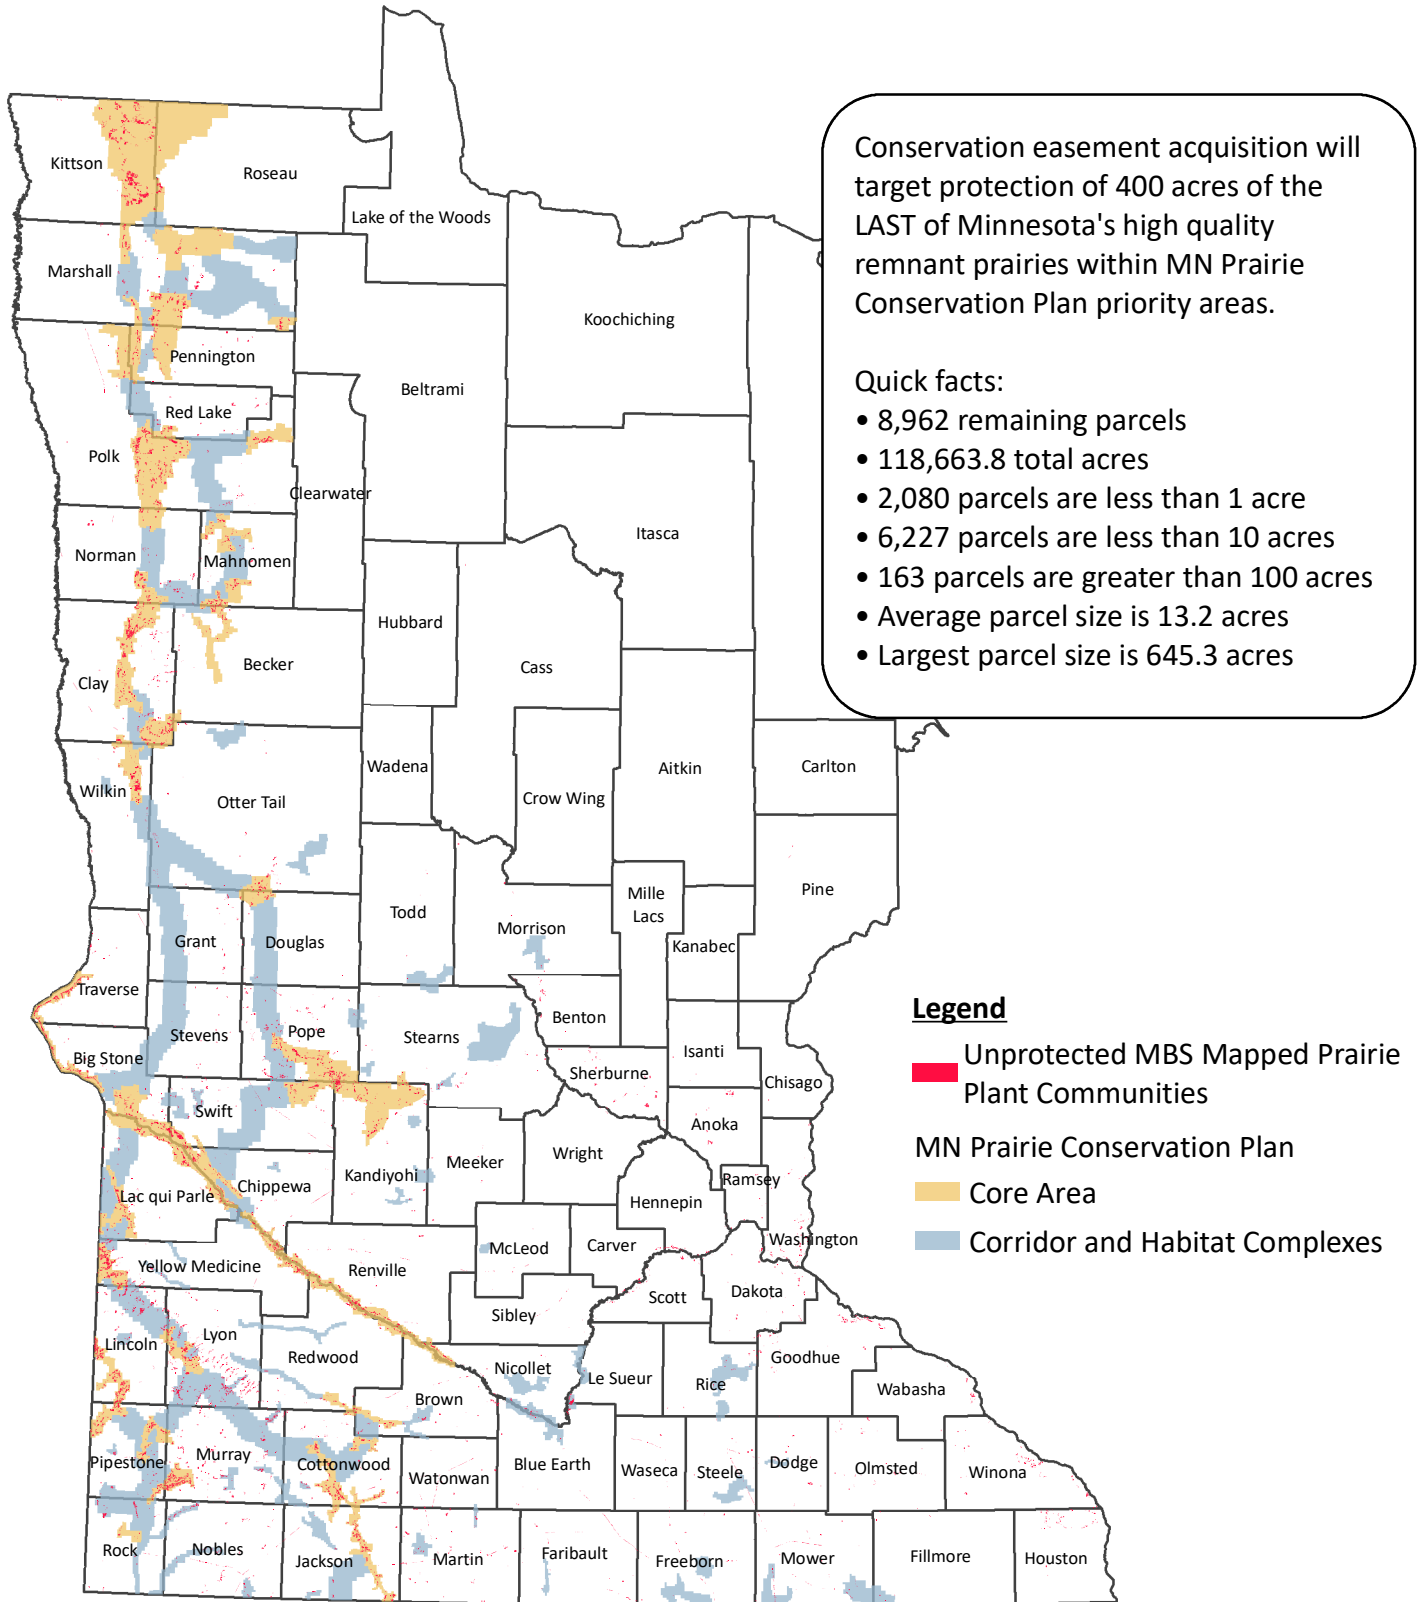 Conservation easement acquisition will
target protection of 400 acres of the
LAST of Minnesota's high quality
remnant prairies within MN Prairie
Conservation Plan priority areas.
Quick facts:
• 8,962 remaining parcels
• 118,663.8 total acres
• 2,080 parcels are less than 1 acre
• 6,227 parcels are less than 10 acres
• 163 parcels are greater than 100 acres
• Average parcel size is 13.2 acres
• Largest parcel size is 645.3 acres
Kittson
Roseau
Lake of the Woods
Marshall
Koochiching
Pennington
Beltrami
Red Lake
Polk
Clearwater
Itasca
Norman
Mahnomen
Hubbard
Becker
Cass
Clay
Wadena
Aitkin
Carlton
Wilkin
Otter Tail
Crow Wing
Mille
Lacs
Pine
Todd
Morrison
Grant
Douglas
Kanabec
Traverse
Benton
Stevens
Pope
Stearns
Isanti
Big Stone
Sherburne
Chisago
Swift
Anoka
Wright
Meeker
Kandiyohi
Ramsey
Chippewa
Lac qui Parle
Hennepin
Washington
McLeod
Carver
Yellow Medicine
Renville
Dakota
Scott
Sibley
Lyon
Lincoln
Redwood
Goodhue
Nicollet
Le Sueur
Rice
Wabasha
Brown
Murray
Pipestone
Cottonwood
Watonwan
Blue Earth
Waseca
Steele
Dodge
Olmsted
Winona
Rock
Nobles
Jackson
Martin
Faribault
Freeborn
Mower
Fillmore
Houston
Legend
Unprotected MBS Mapped Prairie
Plant Communities
MN Prairie Conservation Plan
Core Area
Corridor and Habitat Complexes